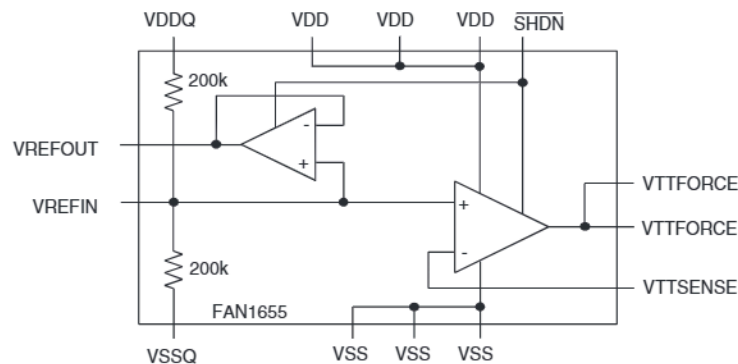 VDDQ VDD VDD VDD SHDN
200k
-
VREFOUT
+
VREFIN
+
VTTFORCE
VTTFORCE
-
200k
VTTSENSE
FAN1655
VSSQ VSS VSS VSS